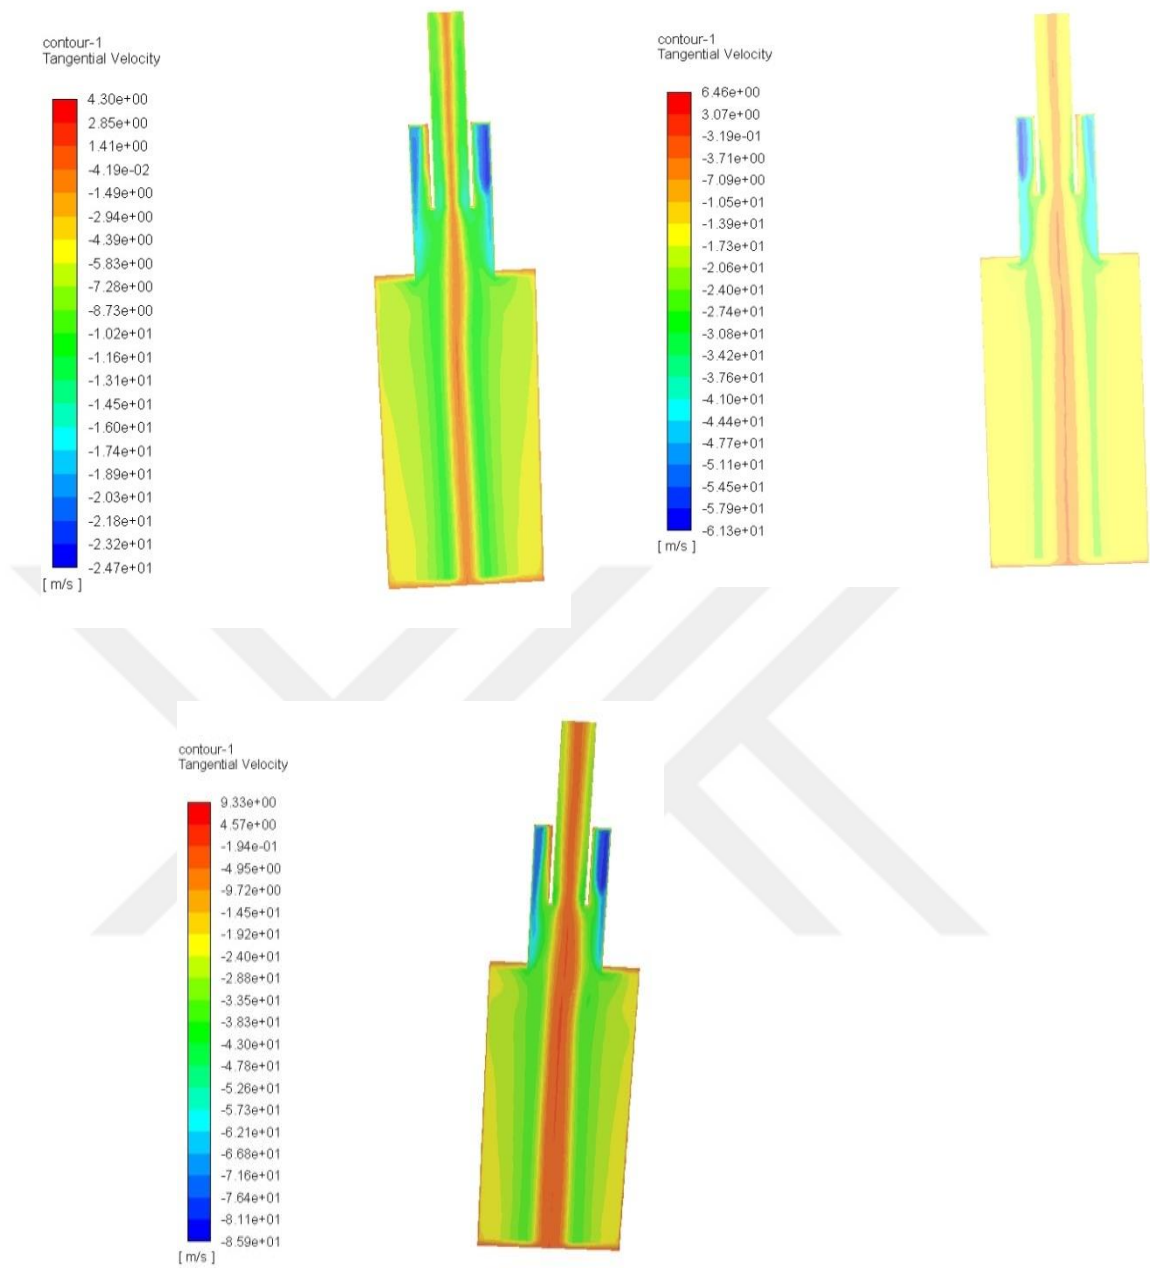 contour-1
Tangential Velocity
4.30e+00
2.85e+00
1.41e+00
-4.19e-02
-1.49e+00
-2.94e+00
-4.39e+00
-5.83e+00
-7.28e+00
-8.73e+00
-1.02e+01
-1.16e+01
-1.31e+01
-1.45e+01
-1.60e+01
-1.74e+01
-1.89e+01
-2.03e+01
-2.18e+01
-2.32e+01
-2.47e+01
[ m/s ]
contour-1
Tangential Velocity
6.46e+00
3.07e+00
-3.19e-01
-3.71e+00
-7.09e+00
-1.05e+01
-1.39e+01
-1.73e+01
-2.06e+01
-2.40e+01
-2.74e+01
-3.08e+01
-3.42e+01
-3.76e+01
-4.10e+01
-4.44e+01
-4.77e+01
-5.11e+01
-5.45e+01
-5.79e+01
-6.13e+01
[ m/s ]
contour-1
Tangential Velocity
9.33e+00
4.57e+00
-1.94e-01
-4.95e+00
-9.72e+00
-1.45e+01
-1.92e+01
-2.40e+01
-2.88e+01
-3.35e+01
-3.83e+01
-4.30e+01
-4.78e+01
-5.26e+01
-5.73e+01
-6.21e+01
-6.68e+01
-7.16e+01
-7.64e+01
-8.11e+01
-8.59e+01
[ m/s ]